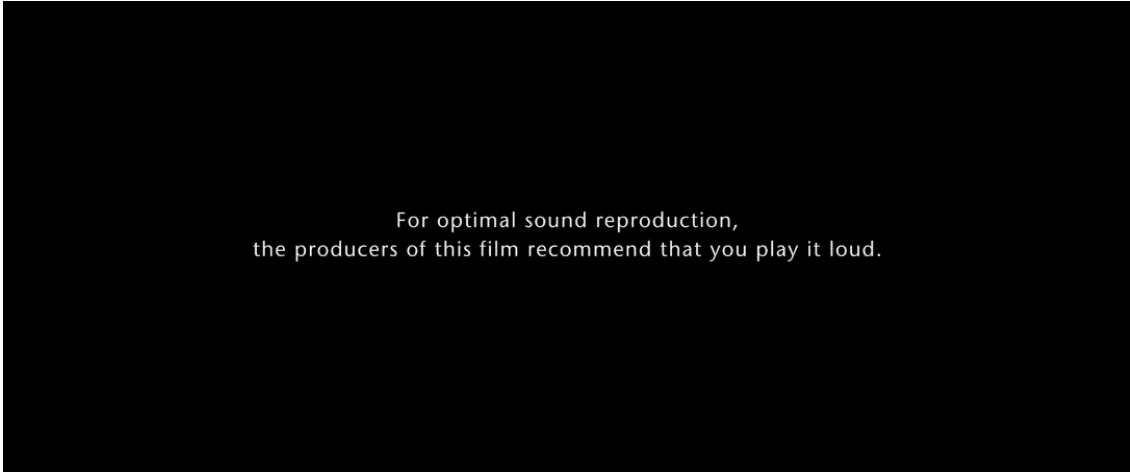 For optimal sound reproduction,
the producers of this film recommend that you play it loud.